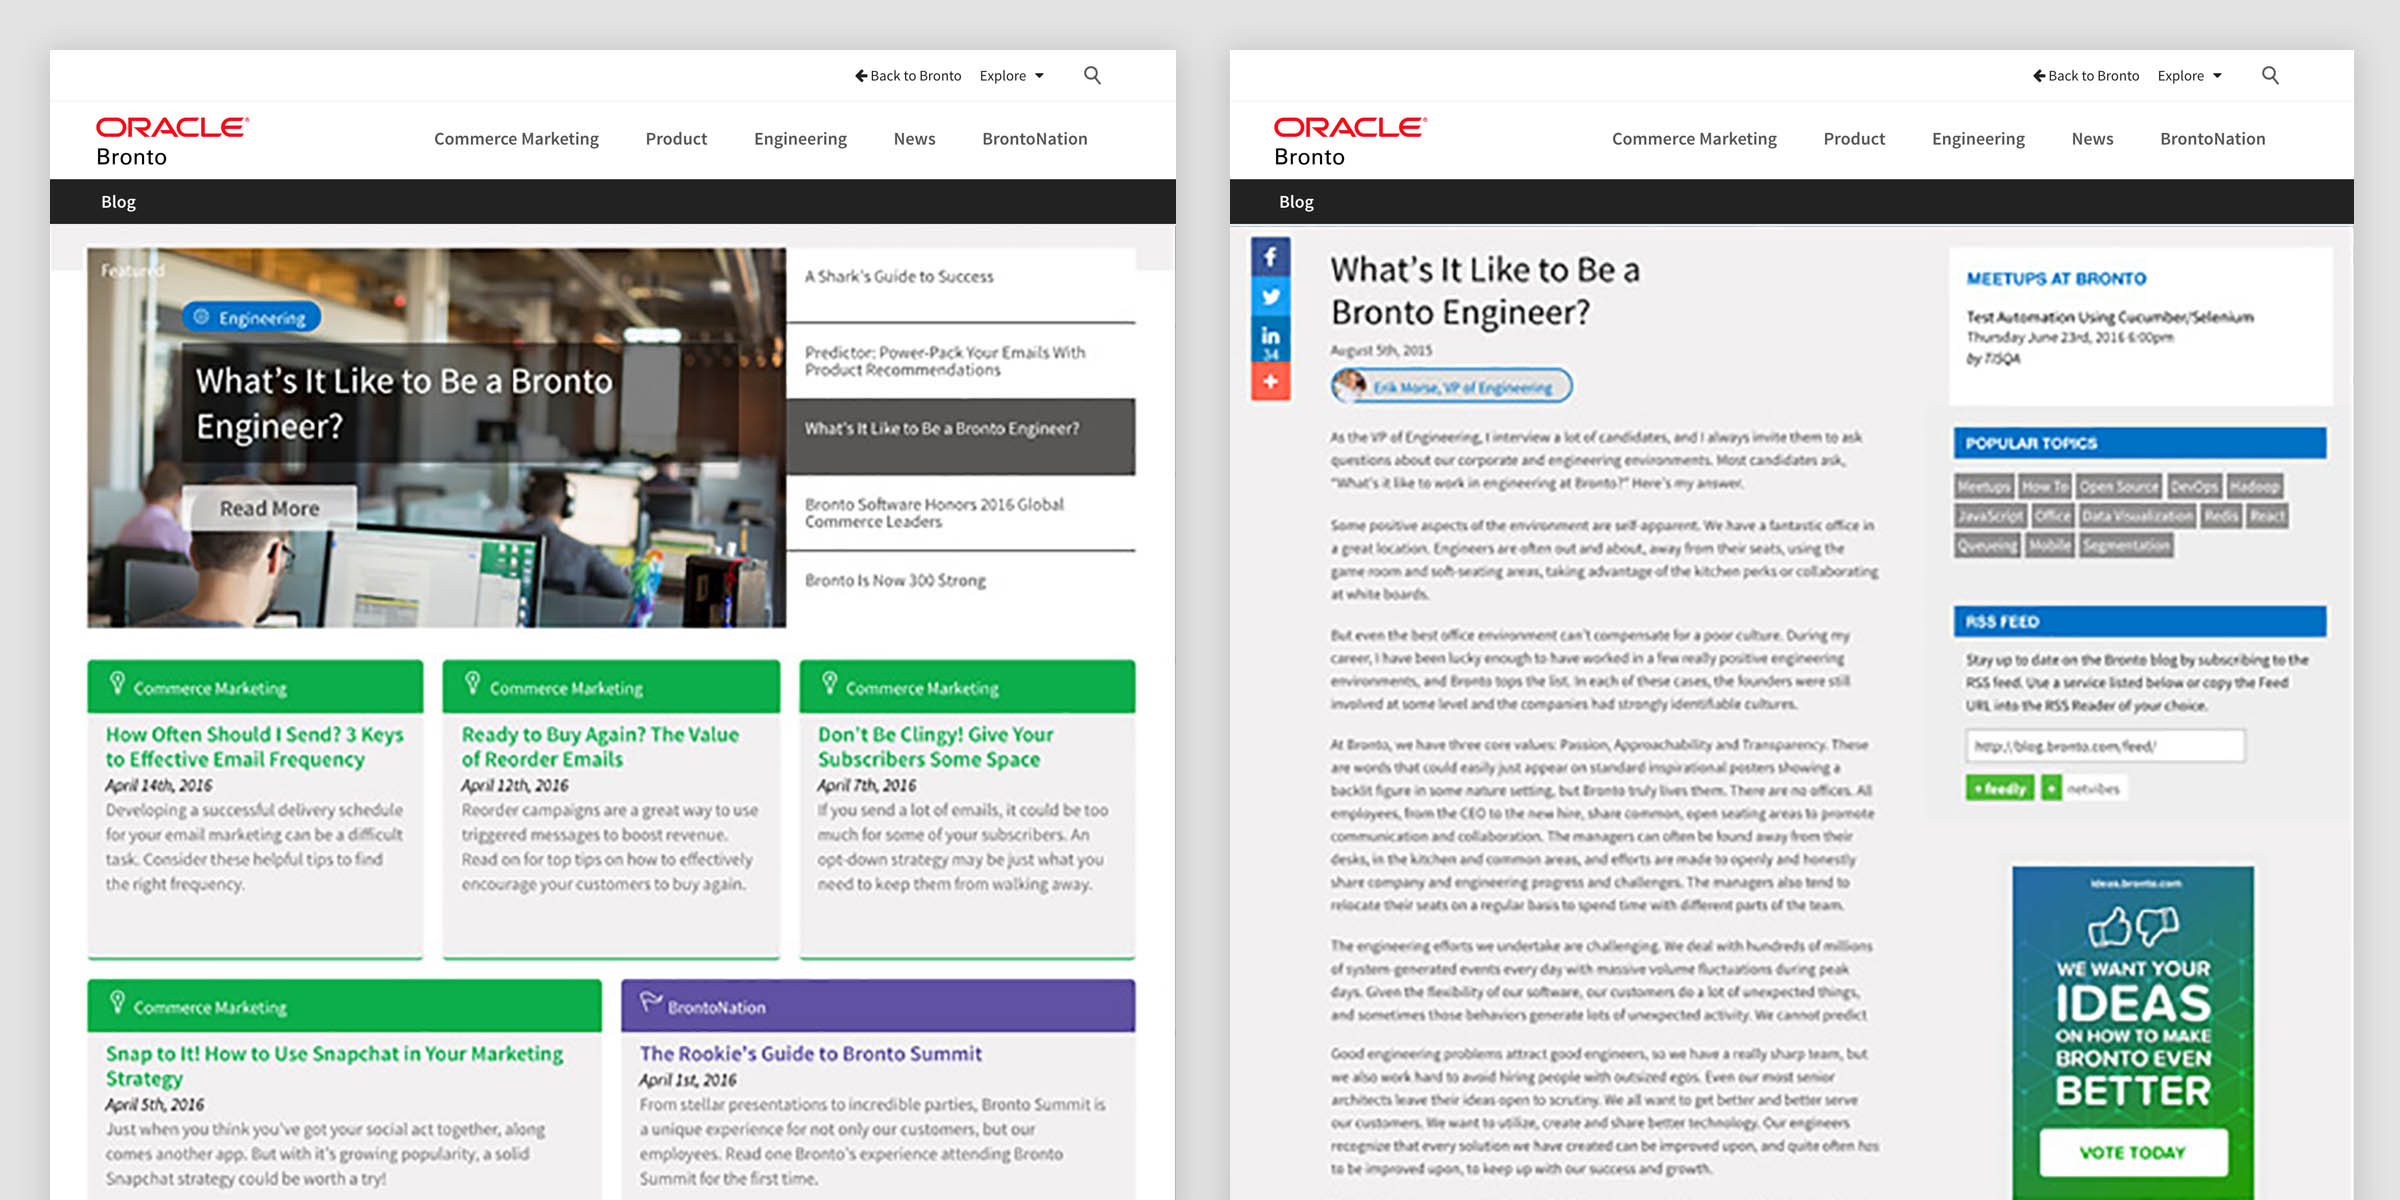 Back to Bronto Explore
ORACLE®
Bronto
Commerce Marketing Product Engineering News BrontoNation
Blog
Featured
Engineering
What's It Like to Be a Bronto
Engineer?
Read More
A Shark's Guide to Success
Predictor: Power-Pack Your Emails With
Product Recommendations
What's It Like to Be a Bronto Engineer?
Bronto Software Honors 2016 Global
Commerce Leaders
Bronto Is Now 300 Strong
Commerce Marketing
How Often Should I Send? 3 Keys
to Effective Email Frequency
April 14th, 2016
Developing a successful delivery schedule
for your email marketing can be a difficult
task. Consider these helpful tips to find
the right frequency.
Commerce Marketing
Ready to Buy Again? The Value
of Reorder Emails
April 12th, 2016
Reorder campaigns are a great way to use
triggered messages to boost revenue.
Read on for top tips on how to effectively
encourage your customers to buy again.
Commerce Marketing
Don't Be Clingy! Give Your
Subscribers Some Space
April 7th, 2016
If you send a lot of emails, it could be too
much for some of your subscribers. An
opt-down strategy may be just what you
need to keep them from walking away.
Commerce Marketing
Snap to It! How to Use Snapchat in Your Marketing
Strategy
April 5th, 2016
Just when you think you've got your social act together, along
comes another app. But with it's growing popularity, a solid
Snapchat strategy could be worth a try!
BrontoNation
The Rookie's Guide to Bronto Summit
April 1st, 2016
From stellar presentations to incredible parties, Bronto Summit is
a unique experience for not only our customers, but our
employees. Read one Bronto's experience attending Bronto
Summit for the first time.
Back to Bronto Explore
ORACLE®
Bronto
Commerce Marketing Product Engineering News BrontoNation
Blog
34
What's It Like to Be a
Bronto Engineer?
August 5th, 2015
Erik Morse, VP of Engineering
As the VP of Engineering, I interview a lot of candidates, and I always invite them to ask
questions about our corporate and engineering environments. Most candidates ask,
"What's it like to work in engineering at Bronto?" Here's my answer.
Some positive aspects of the environment are self-apparent. We have a fantastic office in
a great location. Engineers are often out and about, away from their seats, using the
game room and soft-seating areas, taking advantage of the kitchen perks or collaborating
at white boards.
But even the best office environment can't compensate for a poor culture. During my
career, I have been lucky enough to have worked in a few really positive engineering
environments, and Bronto tops the list. In each of these cases, the founders were still
involved at some level and the companies had strongly identifiable cultures.
At Bronto, we have three core values: Passion, Approachability and Transparency. These
are words that could easily just appear on standard inspirational posters showing a
backlit figure in some nature setting, but Bronto truly lives them. There are no offices. All
employees, from the CEO to the new hire, share common, open seating areas to promote
communication and collaboration. The managers can often be found away from their
desks, in the kitchen and common areas, and efforts are made to openly and honestly
share company and engineering progress and challenges. The managers also tend to
relocate their seats on a regular basis to spend time with different parts of the team.
The engineering efforts we undertake are challenging. We deal with hundreds of millions
of system-generated events every day with massive volume fluctuations during peak
days. Given the flexibility of our software, our customers do a lot of unexpected things,
and sometimes those behaviors generate lots of unexpected activity. We cannot predict
Good engineering problems attract good engineers, so we have a really sharp team, but
we also work hard to avoid hiring people with outsized egos. Even our most senior
architects leave their ideas open to scrutiny. We all want to get better and better serve
our customers. We want to utilize, create and share better technology. Our engineers
recognize that every solution we have created can be improved upon, and quite often has
to be improved upon, to keep up with our success and growth.
MEETUPS AT BRONTO
Test Automation Using Cucumber/Selenium
Thursday June 23rd, 2016 6:00pm
by TISQA
POPULAR TOPICS
Meetups How To Open Source DevOps Hadoop
JavaScript Office Data Visualization Redis React
Queueing Mobile Segmentation
RSS FEED
Stay up to date on the Bronto blog by subscribing to the
RSS feed. Use a service listed below or copy the Feed
URL into the RSS Reader of your choice.
http://blog.bronto.com/feed/
+ feedly + netvibes
ideas.bronto.com
WE WANT YOUR
IDEAS
ON HOW TO MAKE
BRONTO EVEN
BETTER
VOTE TODAY